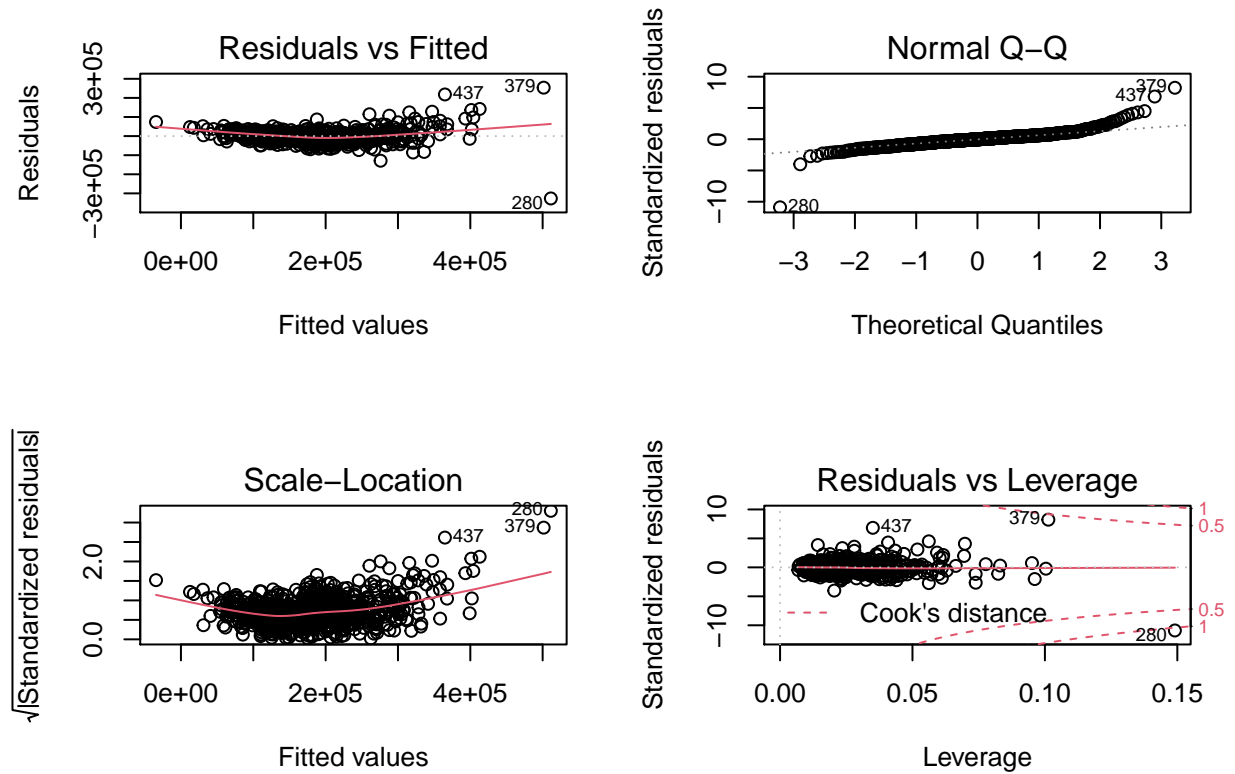 Residuals vs Fitted
Residuals
3e+05
−3e+05
437
379
280
0e+00 2e+05 4e+05
Fitted values
Normal Q−Q
Standardized residuals
10
0
−10
379
437
280
−3 −2 −1 0 1 2 3
Theoretical Quantiles
Scale−Location
√|Standardized residuals|
2.0
0.0
280
379
437
0e+00 2e+05 4e+05
Fitted values
Residuals vs Leverage
Standardized residuals
10
0
−10
437
379
280
Cook's distance
1
0.5
0.5
1
0.00 0.05 0.10 0.15
Leverage